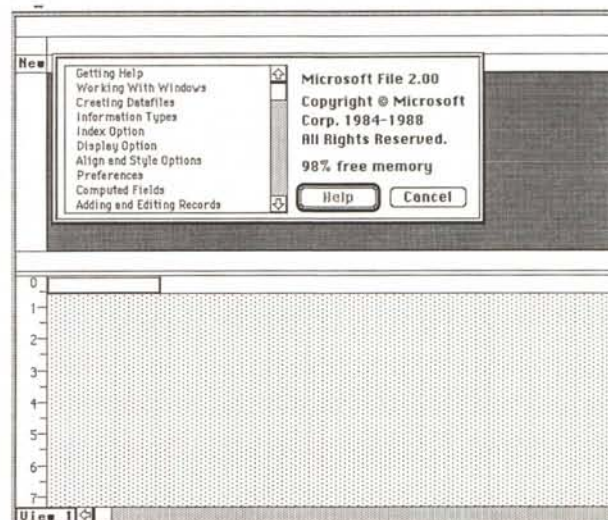 New
Getting Help
Working With Windows
Creating Datafiles
Information Types
Index Option
Display Option
Align and Style Options
Preferences
Computed Fields
Adding and Editing Records
Microsoft File 2.00
Copyright © Microsoft
Corp. 1984-1988
All Rights Reserved.
98% free memory
Help
Cancel
0
1
2
3
4
5
6
7
View 1